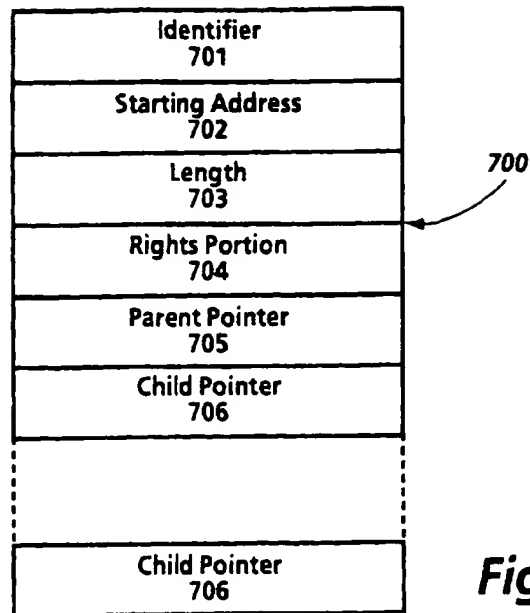 Identifier
701
Starting Address
702
Length
703
700
Rights Portion
704
Parent Pointer
705
Child Pointer
706
Child Pointer
706
Fig